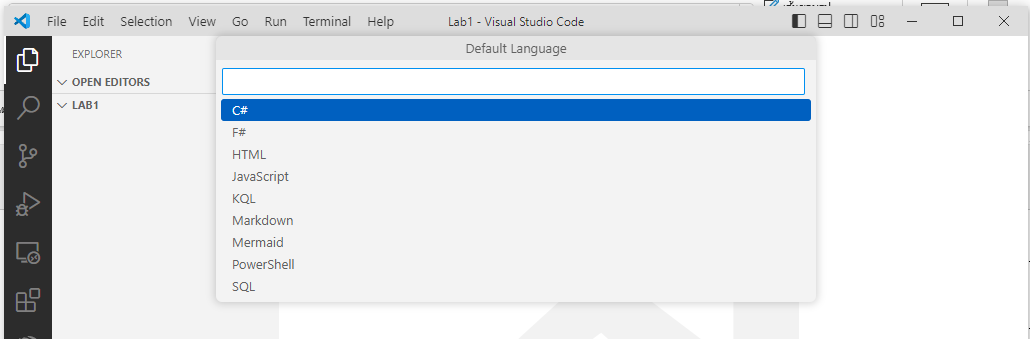 File Edit Selection View Go Run Terminal Help Lab1 - Visual Studio Code
Default Language
EXPLORER
OPEN EDITORS
LAB1
C#
F#
HTML
JavaScript
KQL
Markdown
Mermaid
PowerShell
SQL